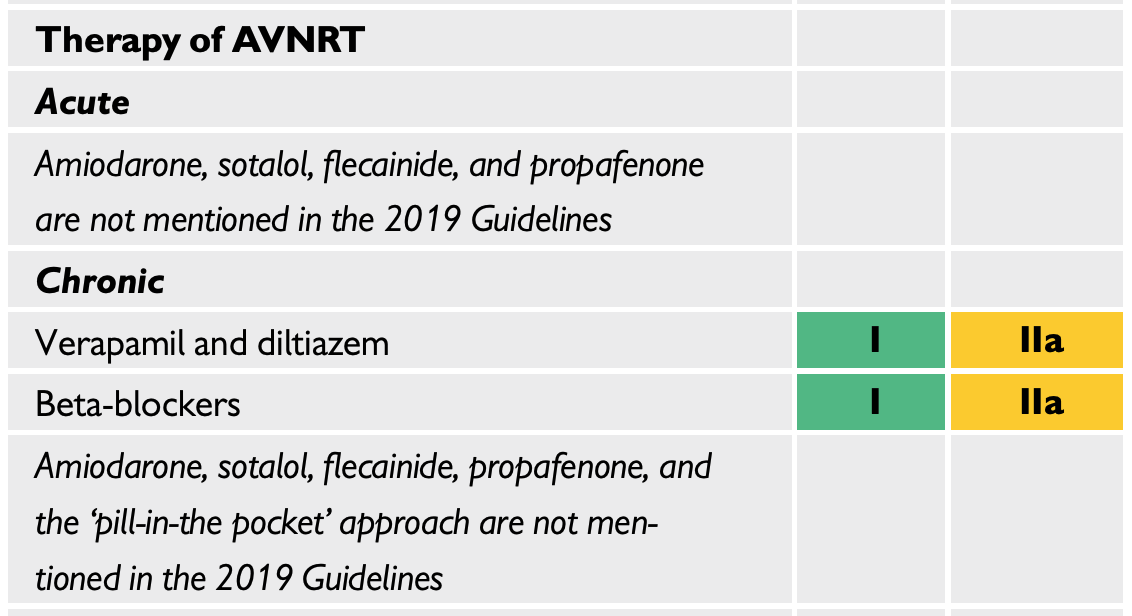 Therapy of AVNRT
Acute
Amiodarone, sotalol, flecainide, and propafenone
are not mentioned in the 2019 Guidelines
Chronic
Verapamil and diltiazem I IIa
Beta-blockers I IIa
Amiodarone, sotalol, flecainide, propafenone, and
the ‘pill-in-the pocket’ approach are not men-
tioned in the 2019 Guidelines